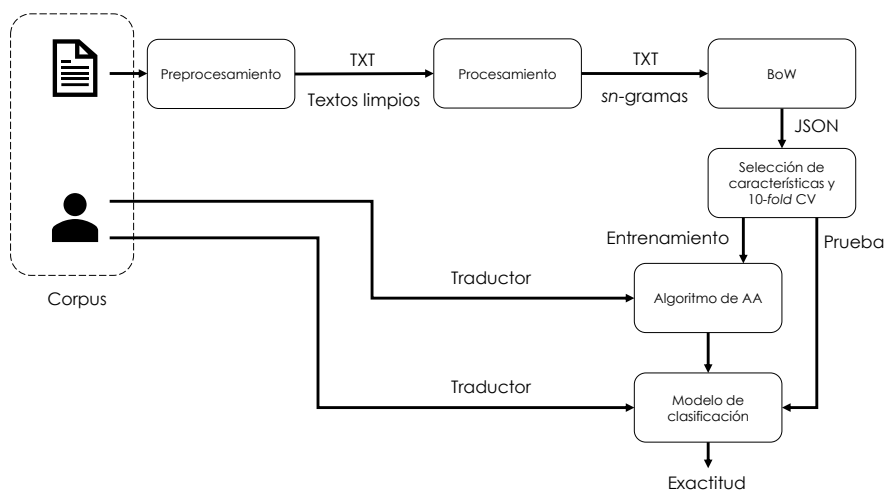 TXT
TXT
Preprocesamiento
Procesamiento
BoW
Textos limpios
sn-gramas
JSON
Selección de
características y
10-fold CV
Entrenamiento
Prueba
Traductor
Corpus
Algoritmo de AA
Traductor
Modelo de
clasificación
Exactitud